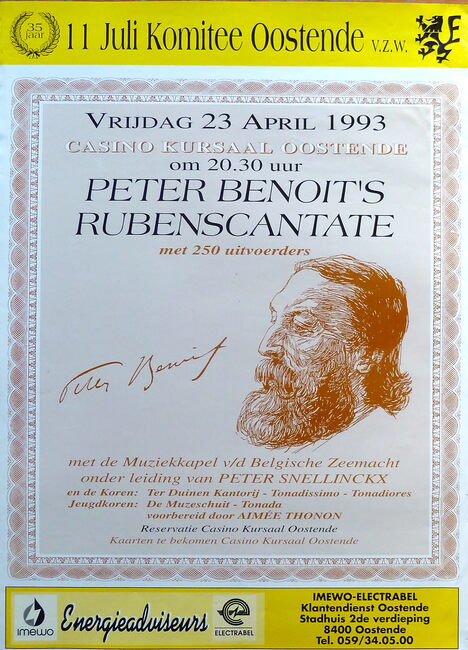 35
jaar
11 Juli Komitee Oostende v.z.w.
VRIJDAG 23 APRIL 1993
CASINO KURSAAL OOSTENDE
om 20.30 uur
PETER BENOIT'S
RUBENSCANTATE
met 250 uitvoerders
Peter Benoit
met de Muziekkapel v/d Belgische Zeemacht
onder leiding van PETER SNELLINCKX
en de Koren: Ter Duinen Kantorij - Tonadissimo - Tonadiores
Jeugdkoren: De Muzeschuit - Tonada
voorbereid door AIMÉE THONON
Reservatie Casino Kursaal Oostende
Kaarten te bekomen Casino Kursaal Oostende
imewo
Energieadviseurs
ELECTRABEL
IMEWO-ELECTRABEL
Klantendienst Oostende
Stadhuis 2de verdieping
8400 Oostende
Tel. 059/34.05.00